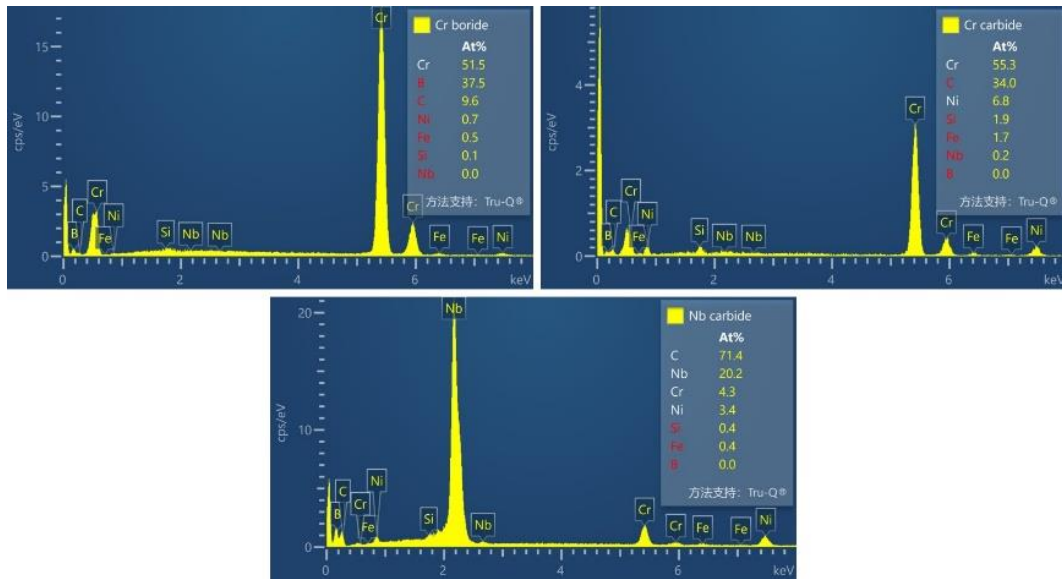 Cr boride
At%
Cr 51.5
B 37.5
C 9.6
Ni 0.7
Fe 0.5
Si 0.1
Nb 0.0
方法支持： Tru-Q®
cps/eV
15
10
5
0
Cr
B
C
Cr
Fe
Ni
Si
Nb
Nb
Cr
Fe
Fe
Ni
0 2 4 6 keV
Cr carbide
At%
Cr 55.3
C 34.0
Ni 6.8
Si 1.9
Fe 1.7
Nb 0.2
B 0.0
方法支持： Tru-Q®
cps/eV
4
2
0
B
C
Cr
Fe
Ni
Si
Nb
Nb
Cr
Cr
Fe
Fe
Ni
0 2 4 6 keV
Nb carbide
At%
C 71.4
Nb 20.2
Cr 4.3
Ni 3.4
Si 0.4
Fe 0.4
B 0.0
方法支持： Tru-Q®
cps/eV
20
10
0
B
C
Cr
Fe
Ni
Si
Nb
Nb
Cr
Cr
Fe
Fe
Ni
0 2 4 6 keV